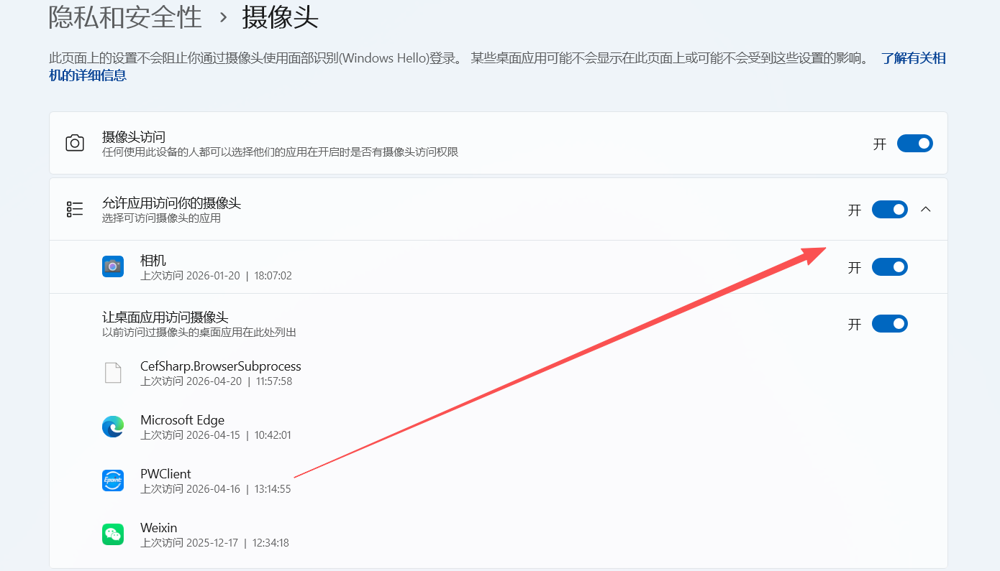 隐私和安全性 › 摄像头
此页面上的设置不会阻止你通过摄像头使用面部识别(Windows Hello)登录。 某些桌面应用可能不会显示在此页面上或可能不会受到这些设置的影响。 了解有关相
机的详细信息
摄像头访问
任何使用此设备的人都可以选择他们的应用在开启时是否有摄像头访问权限
开
允许应用访问你的摄像头
选择可访问摄像头的应用
开
相机
上次访问 2026-01-20 | 18:07:02
开
让桌面应用访问摄像头
以前访问过摄像头的桌面应用在此处列出
开
CefSharp.BrowserSubprocess
上次访问 2026-04-20 | 11:57:58
Microsoft Edge
上次访问 2026-04-15 | 10:42:01
Epoint
PWClient
上次访问 2026-04-16 | 13:14:55
Weixin
上次访问 2025-12-17 | 12:34:18